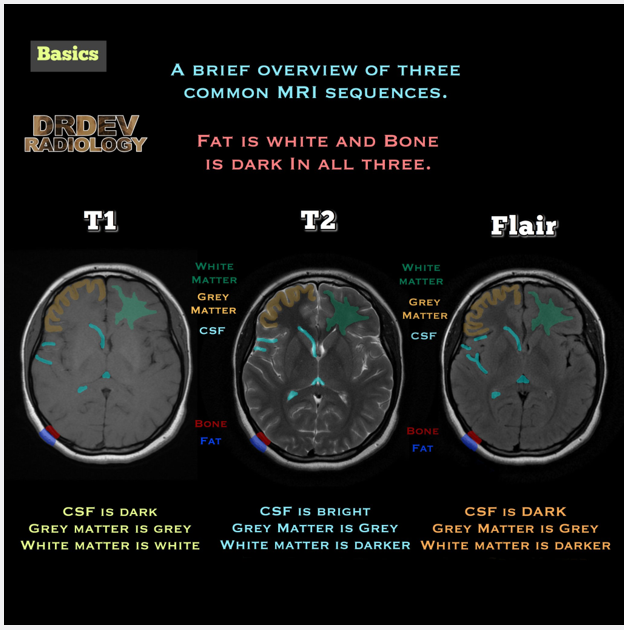 Basics
A brief overview of three
common MRI sequences.
DRDEV
RADIOLOGY
Fat is white and Bone
is dark In all three.
T1
T2
Flair
White
Matter
Grey
Matter
CSF
Bone
Fat
White
matter
Grey
Matter
CSF
Bone
Fat
CSF is dark
Grey matter is grey
White matter is white
CSF is bright
Grey Matter is Grey
White matter is darker
CSF is dark
Grey Matter is Grey
White matter is darker